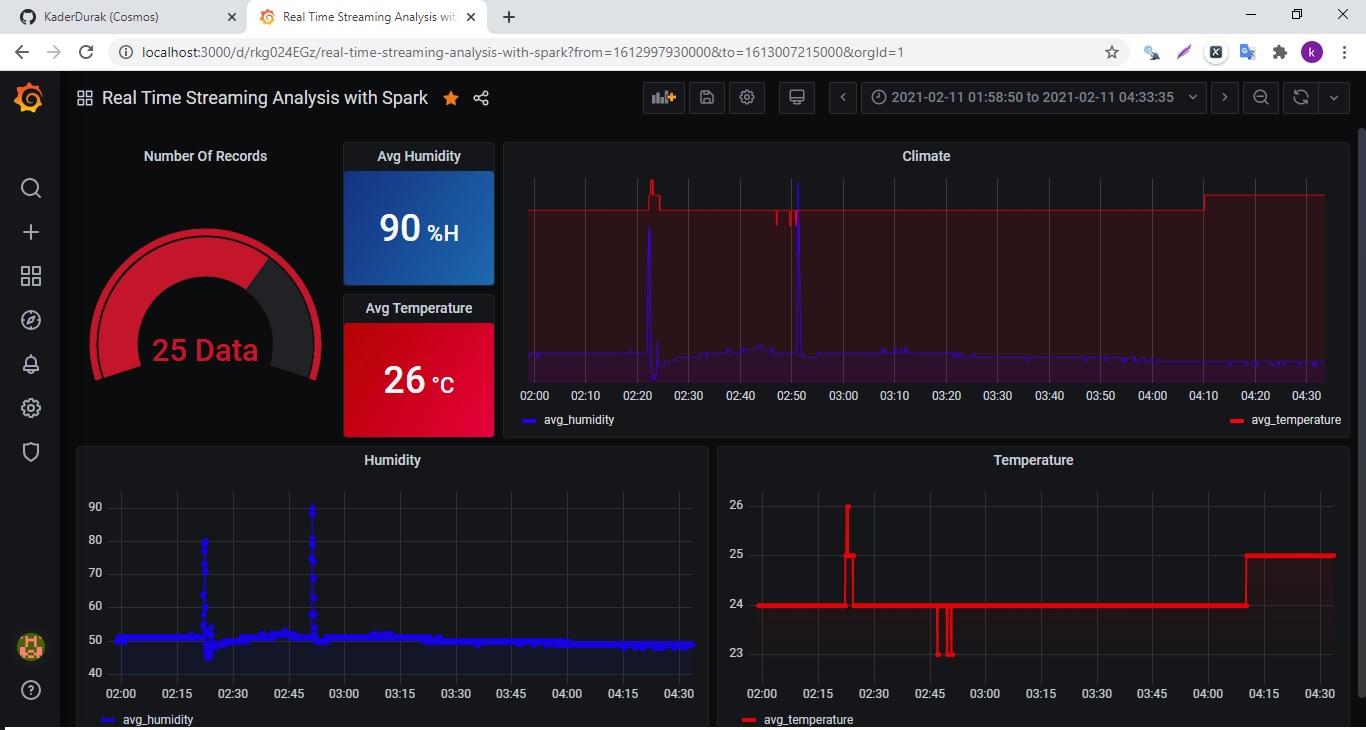 KaderDurak (Cosmos)
Real Time Streaming Analysis wit
localhost:3000/d/rkg024EGz/real-time-streaming-analysis-with-spark?from=1612997930000&to=1613007215000&orgId=1
k
Real Time Streaming Analysis with Spark
2021-02-11 01:58:50 to 2021-02-11 04:33:35
Number Of Records
25 Data
Avg Humidity
90 %H
Avg Temperature
26 °C
Climate
02:00 02:10 02:20 02:30 02:40 02:50 03:00 03:10 03:20 03:30 03:40 03:50 04:00 04:10 04:20 04:30
avg_humidity avg_temperature
Humidity
90
80
70
60
50
40
02:00 02:15 02:30 02:45 03:00 03:15 03:30 03:45 04:00 04:15 04:30
avg_humidity
Temperature
26
25
24
23
02:00 02:15 02:30 02:45 03:00 03:15 03:30 03:45 04:00 04:15 04:30
avg_temperature